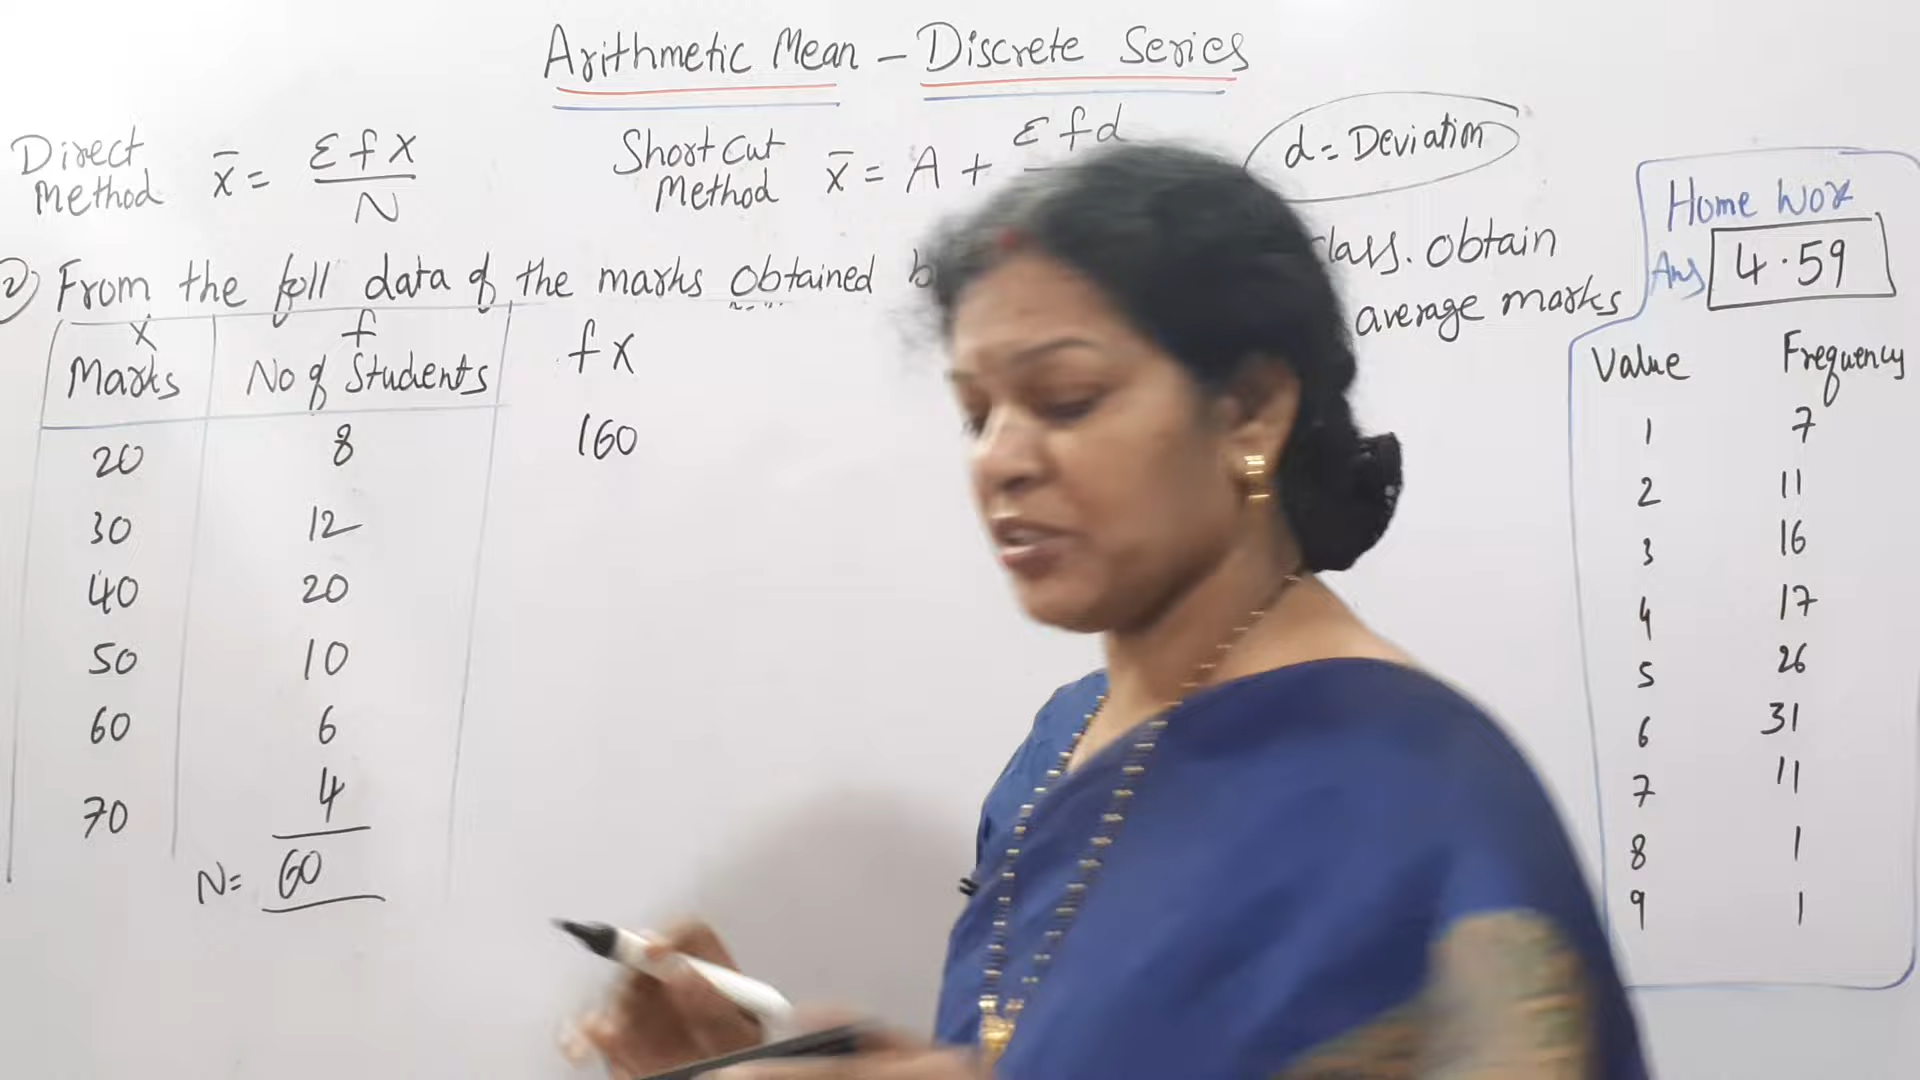 Arithmetic Mean - Discrete Series
Direct Method x̄ = Σfx / N
Short cut Method x̄ = A + Σfd
d = Deviation
2) From the foll data of the marks obtained b
class. obtain
average marks
x f fx
Marks No of Students
20 8 160
30 12
40 20
50 10
60 6
70 4
N= 60
Home Work
Ans 4.59
Value Frequency
1 7
2 11
3 16
4 17
5 26
6 31
7 11
8 1
9 1